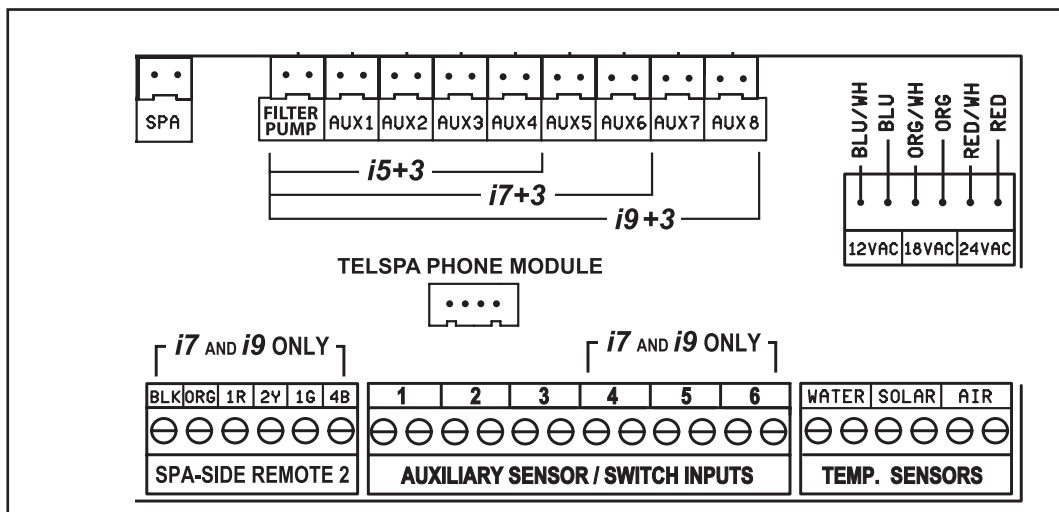 SPA
FILTER PUMP AUX1 AUX2 AUX3 AUX4 AUX5 AUX6 AUX7 AUX8
i5+3
i7+3
i9+3
BLU/WH
BLU
ORG/WH
ORG
RED/WH
RED
12VAC 18VAC 24VAC
TELSPA PHONE MODULE
i7 AND i9 ONLY
i7 AND i9 ONLY
BLK ORG 1R 2Y 1G 4B
SPA-SIDE REMOTE 2
1 2 3 4 5 6
AUXILIARY SENSOR / SWITCH INPUTS
WATER SOLAR AIR
TEMP. SENSORS